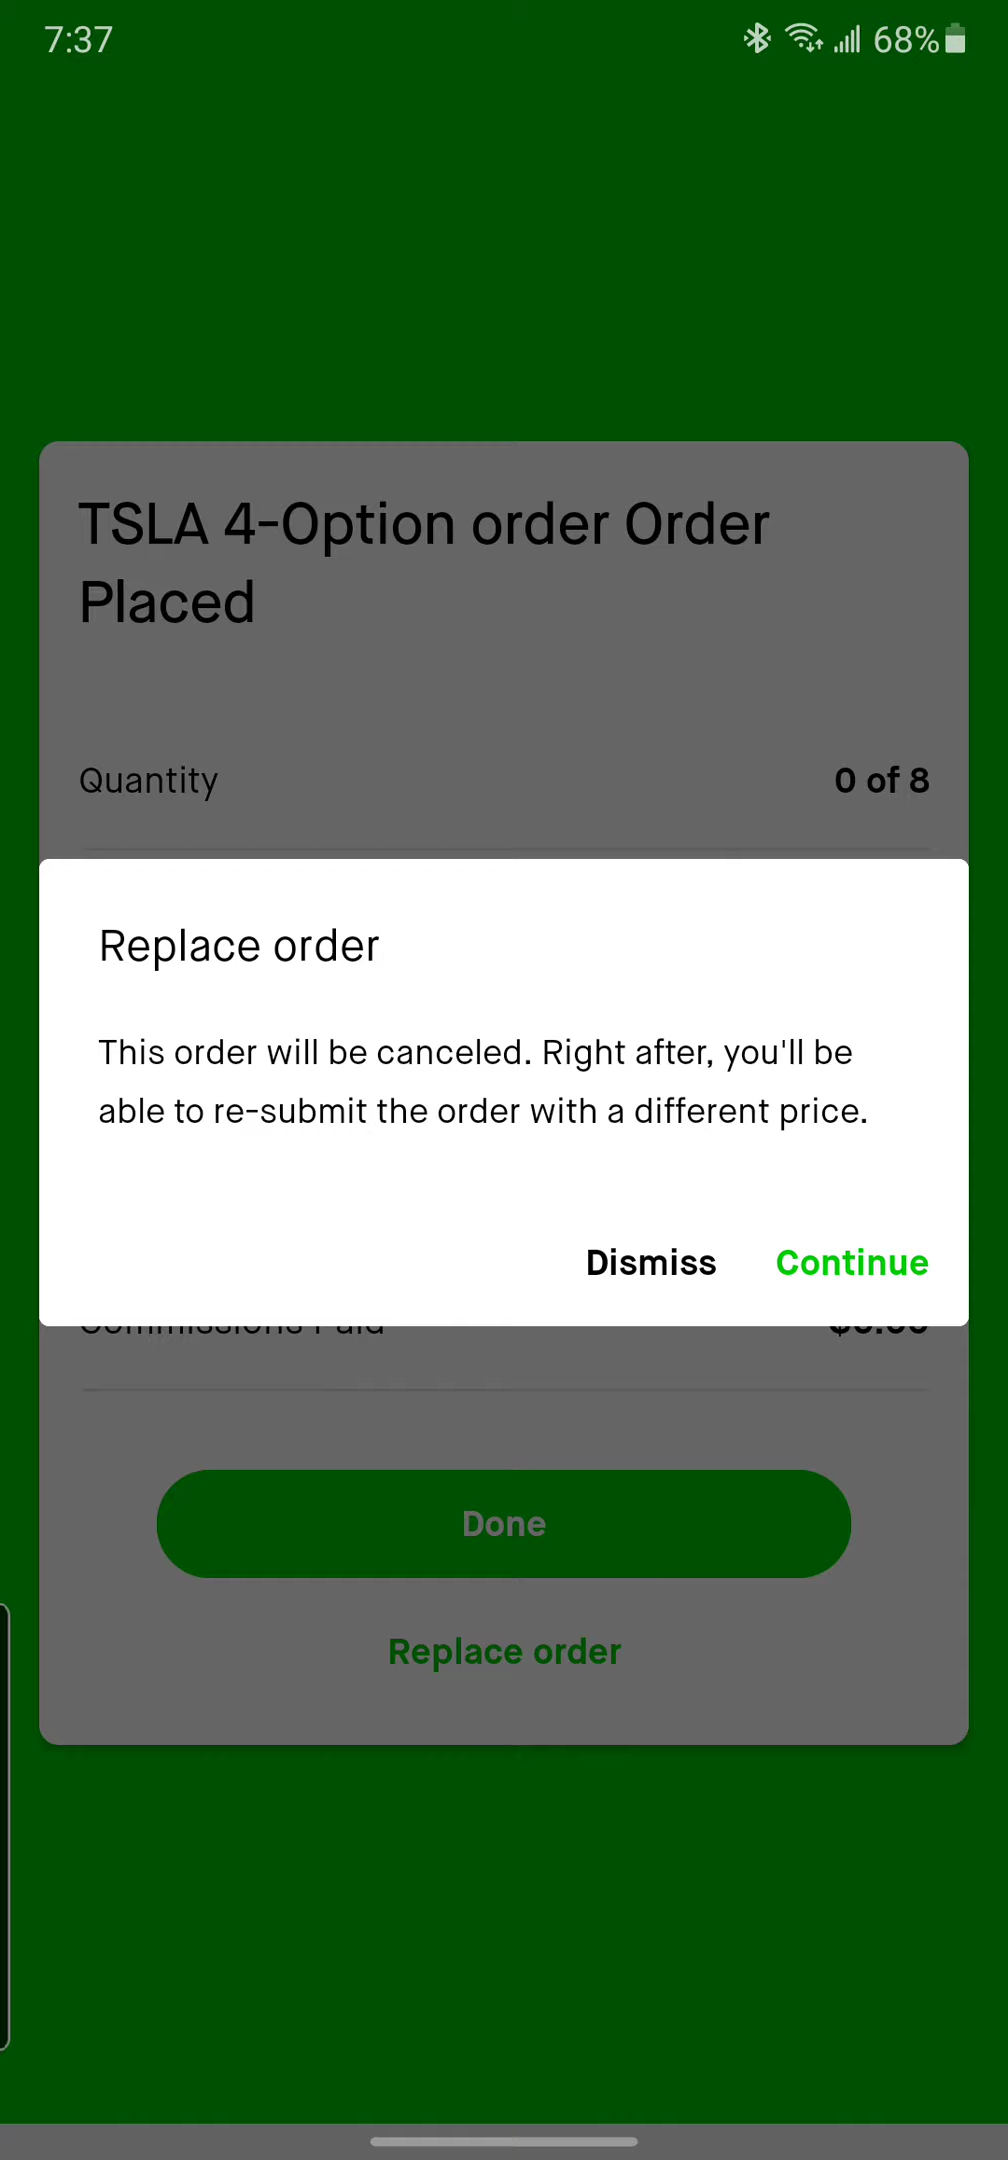 7:37
68%
TSLA 4-Option order Order
Placed
Quantity
0 of 8
Replace order
This order will be canceled. Right after, you'll be
able to re-submit the order with a different price.
Dismiss
Continue
Commissions Paid
Done
Replace order